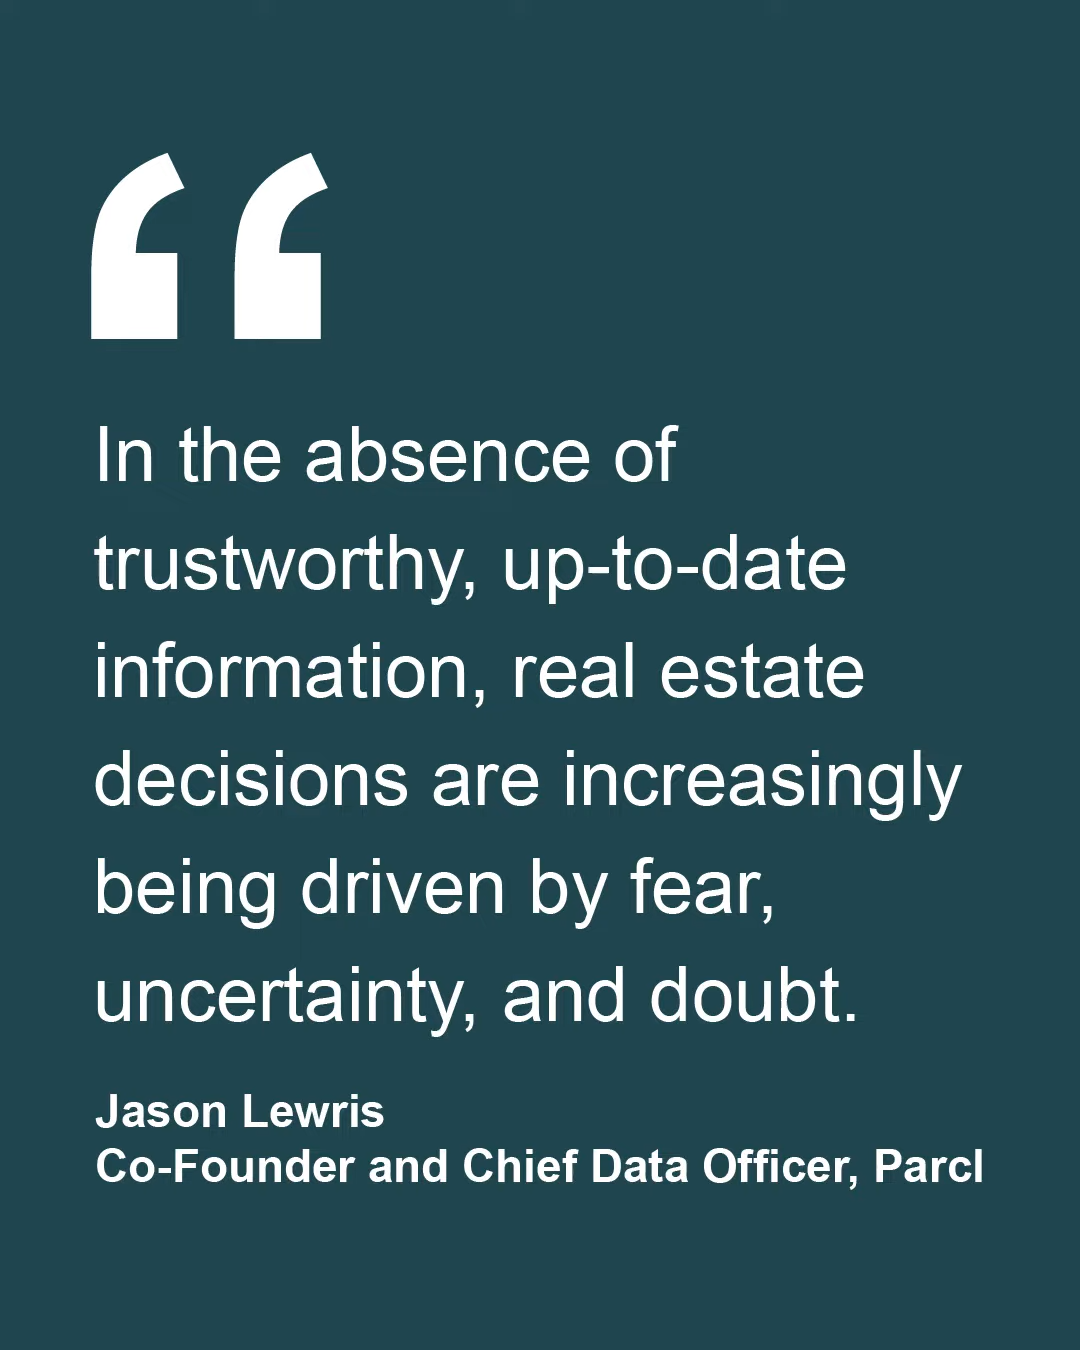 “
In the absence of
trustworthy, up-to-date
information, real estate
decisions are increasingly
being driven by fear,
uncertainty, and doubt.
Jason Lewris
Co-Founder and Chief Data Officer, Parcl